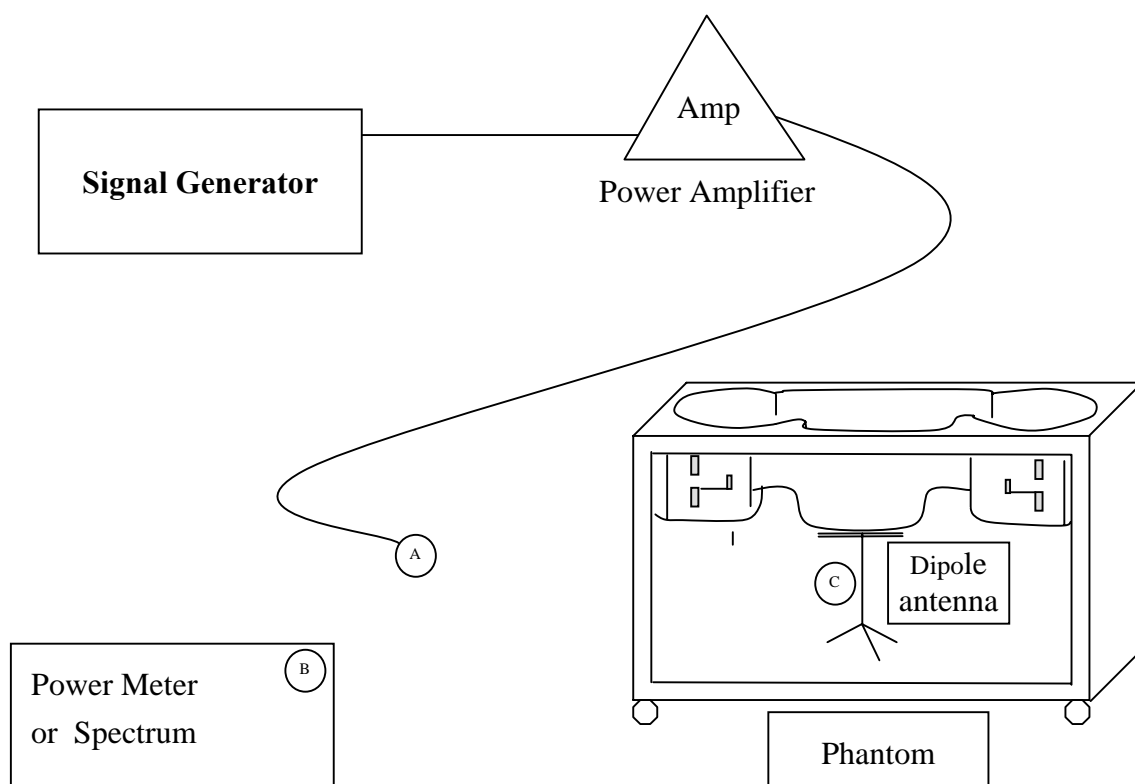 Amp
Signal Generator
Power Amplifier
A
C
Dipole
antenna
B
Power Meter
or Spectrum
Phantom